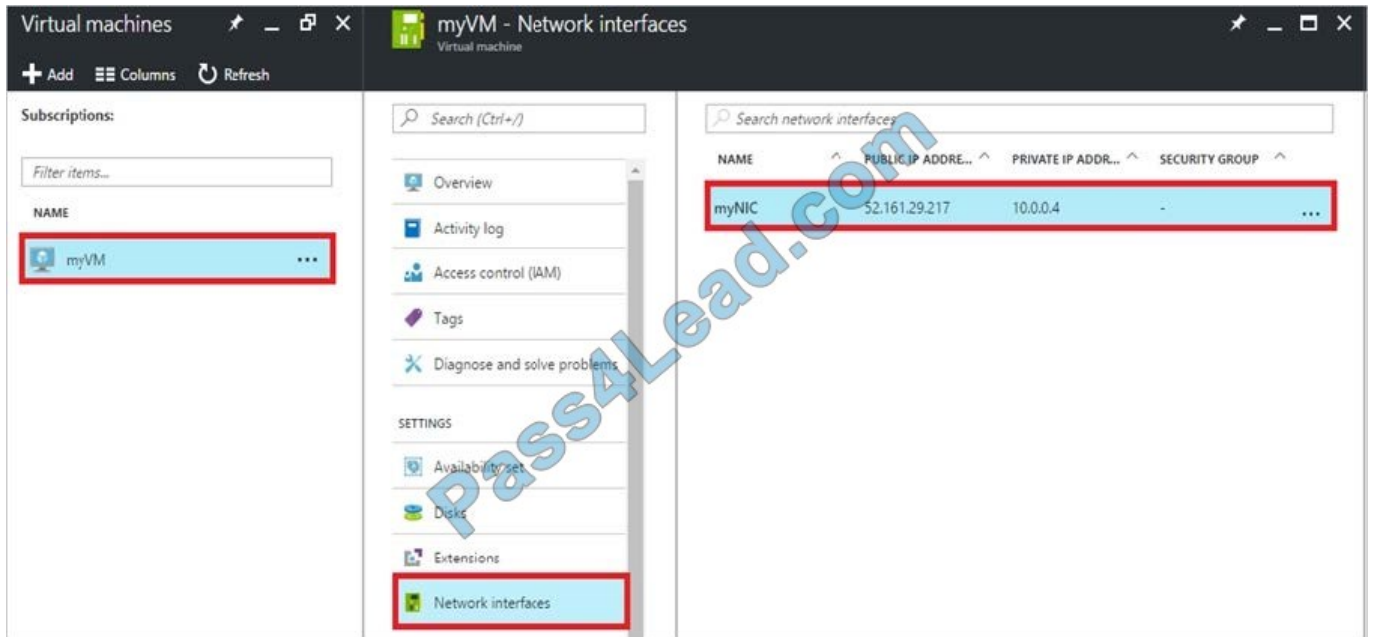 Virtual machines
Add Columns Refresh
Subscriptions:
Filter items...
NAME
myVM
...
myVM - Network interfaces
Virtual machine
Search (Ctrl+/)
Overview
Activity log
Access control (IAM)
Tags
Diagnose and solve problems
SETTINGS
Availability set
Disks
Extensions
Network interfaces
Search network interfaces
NAME PUBLIC IP ADDRE... PRIVATE IP ADDR... SECURITY GROUP
myNIC 52.161.29.217 10.0.0.4 - ...
Pass4Lead.com